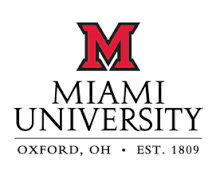 M
MIAMI
UNIVERSITY
OXFORD, OH • EST. 1809